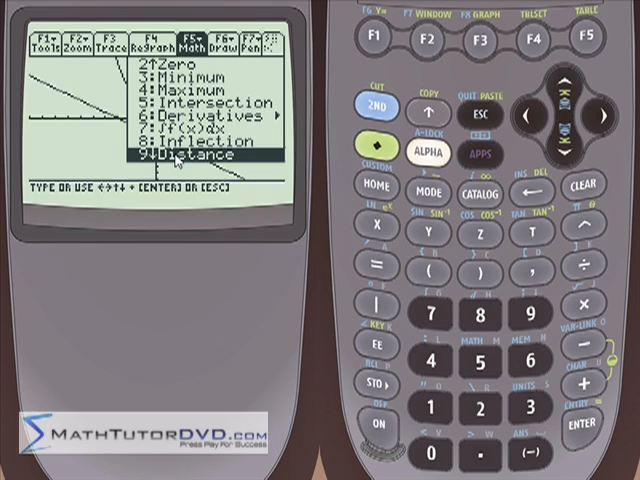 F1▾ Tools
F2▾ Zoom
F3 Trace
F4 ReGraph
F5▾ Math
F6▾ Draw
F7▾ Pen
2↑Zero
3:Minimum
4:Maximum
5:Intersection
6:Derivatives ▸
7:∫f(x)dx
8:Inflection
9↓Distance
TYPE OR USE ←→↑↓ + [ENTER] OR [ESC]
MATHTUTORDVD.COM
Press Play For Success
F6 Y= F7 WINDOW F8 GRAPH TBLSET TABLE
F1 F2 F3 F4 F5
CUT COPY QUIT PASTE
2ND ↑ ESC
A-LOCK
◆ ALPHA APPS
CUSTOM INS DEL
HOME MODE CATALOG ← CLEAR
LN eˣ SIN SIN⁻¹ COS COS⁻¹ TAN TAN⁻¹ π θ
X Y Z T ^
= ( ) , ÷
| 7 8 9 ×
∠ KEY K L MATH M MEM N VAR-LINK O
EE 4 5 6 −
RCL P Q R UNITS S CHAR U
STO▸ 1 2 3 +
OFF V W ANS ENTRY ≈
ON 0 . (−) ENTER